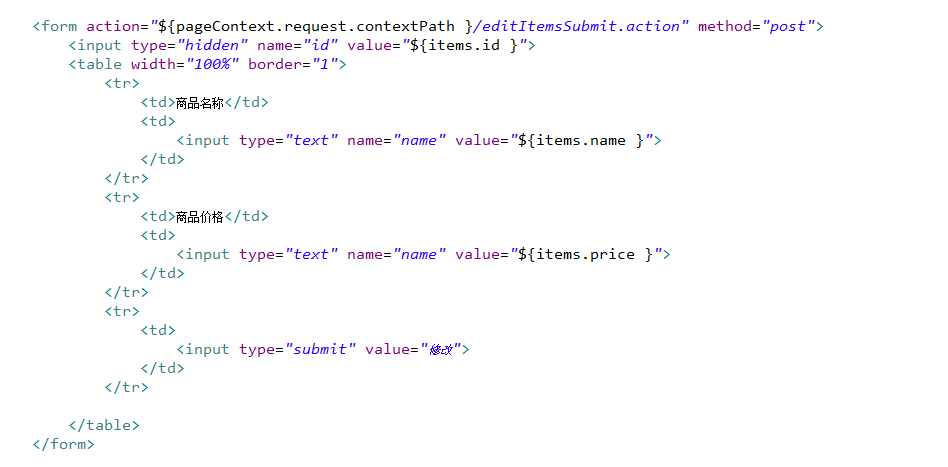 <form action="${pageContext.request.contextPath }/editItemsSubmit.action" method="post">
<input type="hidden" name="id" value="${items.id }">
<table width="100%" border="1">
<tr>
<td>商品名称</td>
<td>
<input type="text" name="name" value="${items.name }">
</td>
</tr>
<tr>
<td>商品价格</td>
<td>
<input type="text" name="name" value="${items.price }">
</td>
</tr>
<tr>
<td>
<input type="submit" value="修改">
</td>
</tr>
</table>
</form>